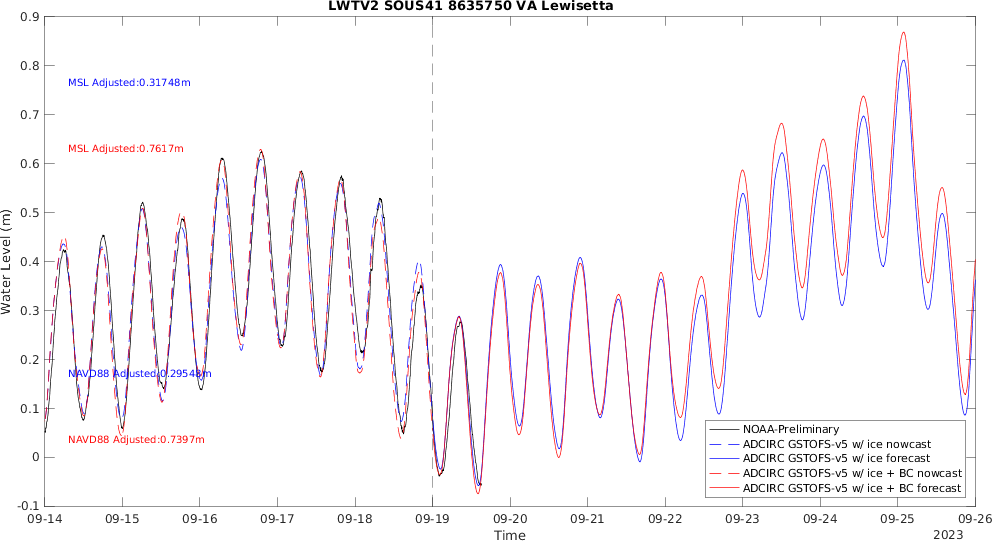 LWTV2 SOUS41 8635750 VA Lewisetta
0.9
0.8
0.7
0.6
0.5
0.4
0.3
0.2
0.1
0
-0.1
Water Level (m)
MSL Adjusted:0.31748m
MSL Adjusted:0.7617m
NAVD88 Adjusted:0.29548m
NAVD88 Adjusted:0.7397m
NOAA-Preliminary
ADCIRC GSTOFS-v5 w/ ice nowcast
ADCIRC GSTOFS-v5 w/ ice forecast
ADCIRC GSTOFS-v5 w/ ice + BC nowcast
ADCIRC GSTOFS-v5 w/ ice + BC forecast
09-14 09-15 09-16 09-17 09-18 09-19 09-20 09-21 09-22 09-23 09-24 09-25 09-26
Time
2023